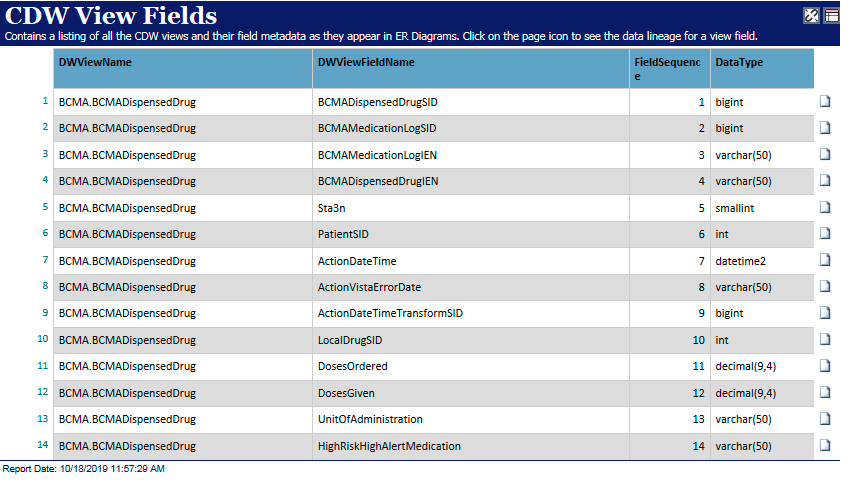 CDW View Fields
Contains a listing of all the CDW views and their field metadata as they appear in ER Diagrams. Click on the page icon to see the data lineage for a view field.
DWViewName DWViewFieldName FieldSequenc DataType
e
1 BCMA.BCMADispensedDrug BCMADispensedDrugSID 1 bigint
2 BCMA.BCMADispensedDrug BCMAMedicationLogSID 2 bigint
3 BCMA.BCMADispensedDrug BCMAMedicationLogIEN 3 varchar(50)
4 BCMA.BCMADispensedDrug BCMADispensedDrugIEN 4 varchar(50)
5 BCMA.BCMADispensedDrug Sta3n 5 smallint
6 BCMA.BCMADispensedDrug PatientSID 6 int
7 BCMA.BCMADispensedDrug ActionDateTime 7 datetime2
8 BCMA.BCMADispensedDrug ActionVistaErrorDate 8 varchar(50)
9 BCMA.BCMADispensedDrug ActionDateTimeTransformSID 9 bigint
10 BCMA.BCMADispensedDrug LocalDrugSID 10 int
11 BCMA.BCMADispensedDrug DosesOrdered 11 decimal(9,4)
12 BCMA.BCMADispensedDrug DosesGiven 12 decimal(9,4)
13 BCMA.BCMADispensedDrug UnitOfAdministration 13 varchar(50)
14 BCMA.BCMADispensedDrug HighRiskHighAlertMedication 14 varchar(50)
Report Date: 10/18/2019 11:57:29 AM